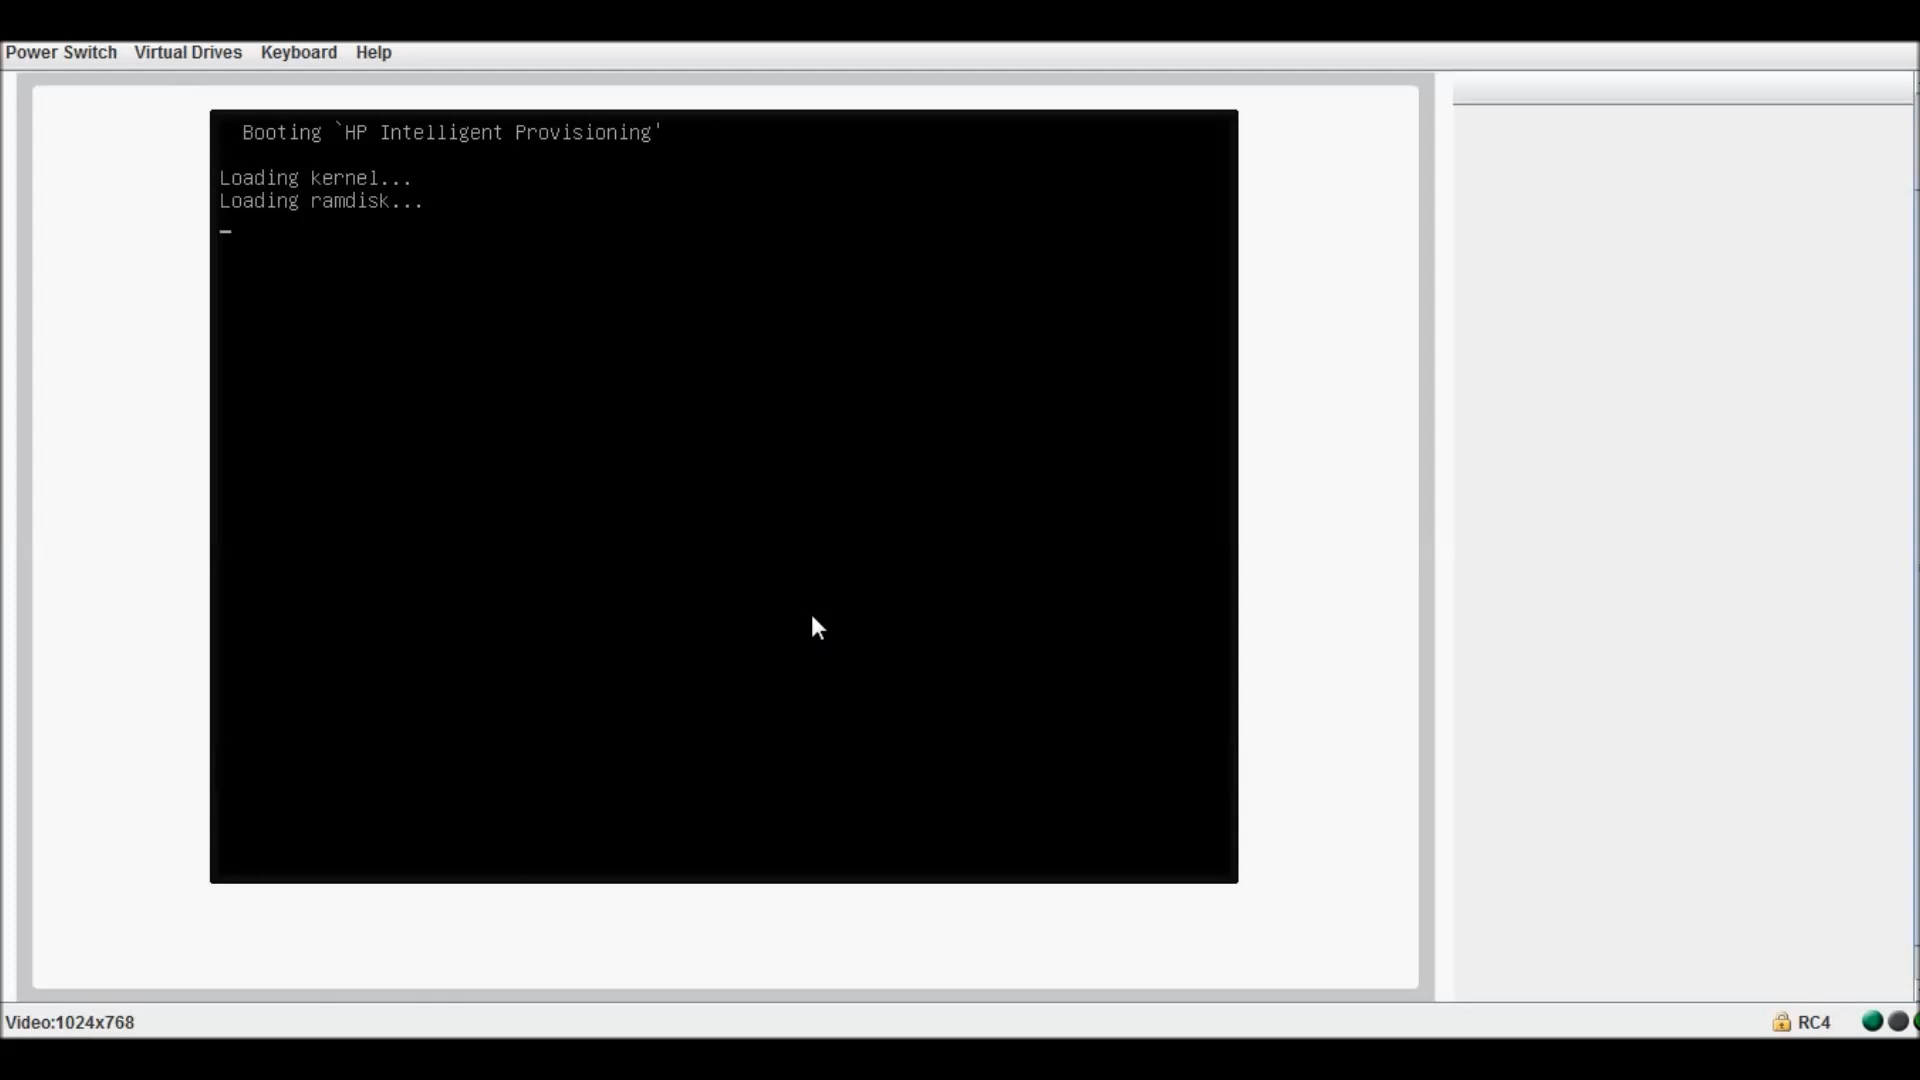 Power Switch Virtual Drives Keyboard Help
Booting `HP Intelligent Provisioning'
Loading kernel...
Loading ramdisk...
Video:1024x768
RC4